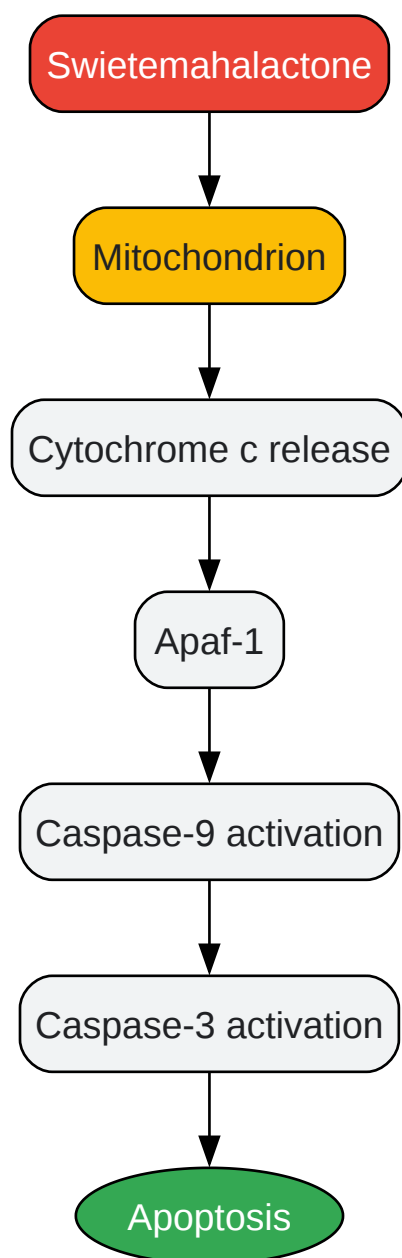 Swietemahalactone
Mitochondrion
Cytochrome c release
Apaf-1
Caspase-9 activation
Caspase-3 activation
Apoptosis